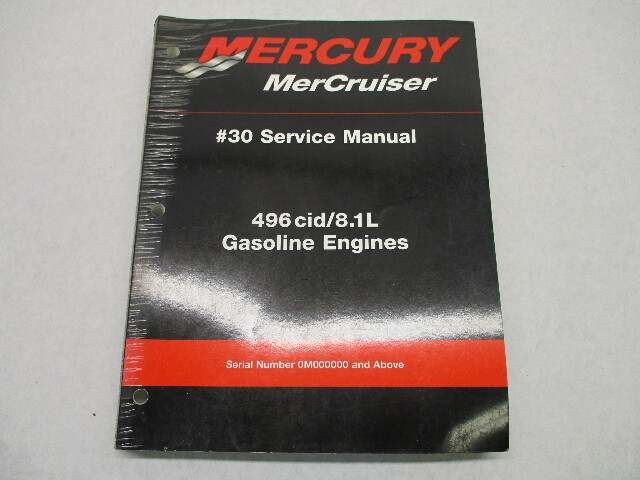 MERCURY
MerCruiser
#30 Service Manual
496 cid/8.1L
Gasoline Engines
Serial Number 0M000000 and Above